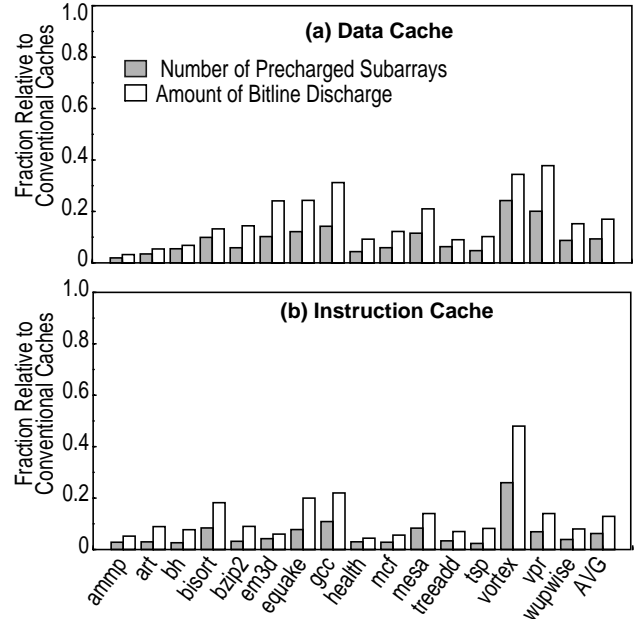 1.0
(a) Data Cache
0.8
Number of Precharged Subarrays
Amount of Bitline Discharge
0.6
0.4
0.2
0
Fraction Relative to
Conventional Caches
1.0
(b) Instruction Cache
0.8
0.6
0.4
0.2
0
Fraction Relative to
Conventional Caches
ammp
art
bh
bisort
bzip2
em3d
equake
gcc
health
mcf
mesa
treeadd
tsp
vortex
vpr
wupwise
AVG